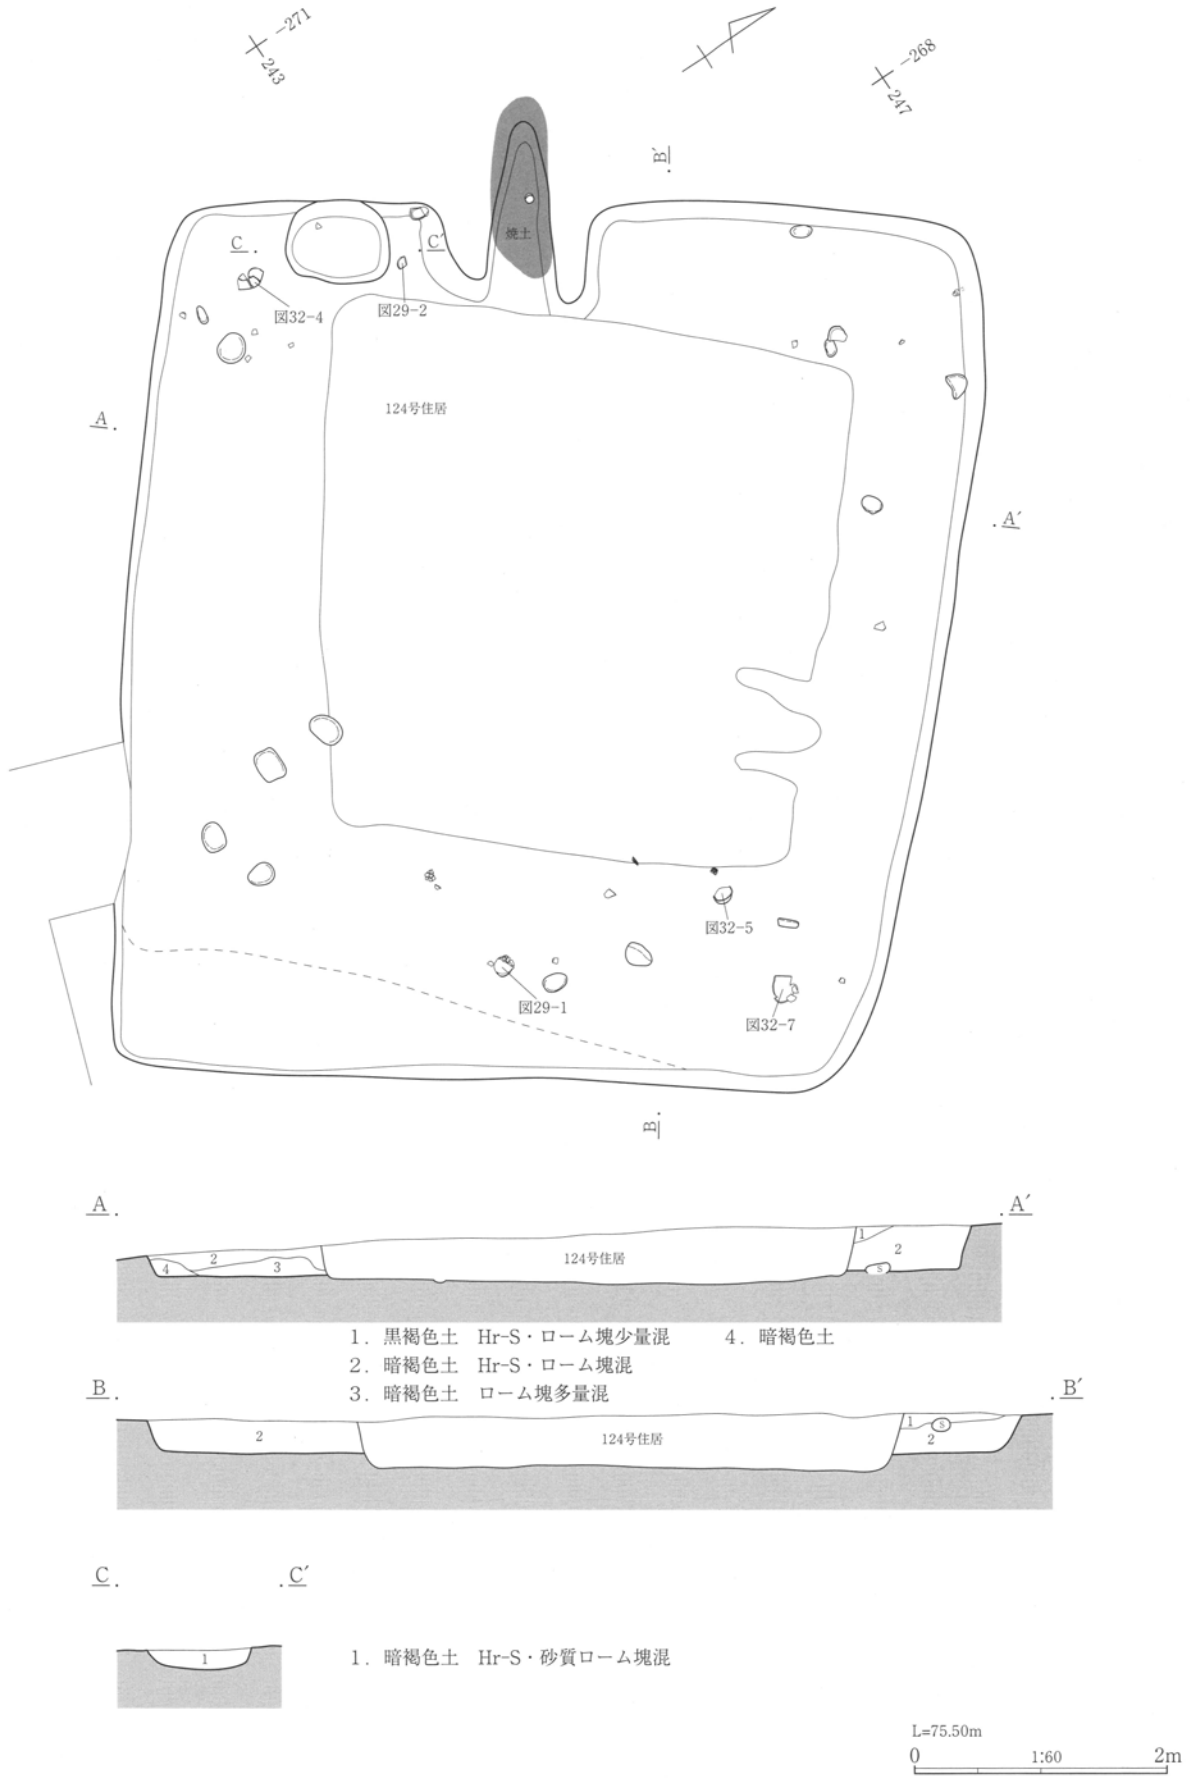 -271
243
-268
247
B′
焼土
C
C′
図32-4
図29-2
124号住居
A
A′
図32-5
図29-1
図32-7
B
A
A′
1
2
124号住居
2
3
4
S
1. 黒褐色土 Hr-S・ローム塊少量混
4. 暗褐色土
2. 暗褐色土 Hr-S・ローム塊混
3. 暗褐色土 ローム塊多量混
B
B′
2
124号住居
1
S
2
C
C′
1
1. 暗褐色土 Hr-S・砂質ローム塊混
L=75.50m
0 1:60 2m